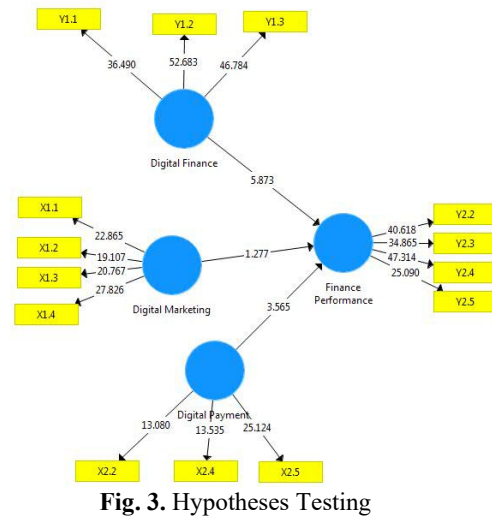 Y1.1
Y1.2
Y1.3
36.490
52.683
46.784
Digital Finance
5.873
X1.1
X1.2
X1.3
X1.4
22.865
19.107
20.767
27.826
Digital Marketing
1.277
Finance
Performance
40.618
34.865
47.314
25.090
Y2.2
Y2.3
Y2.4
Y2.5
3.565
Digital Payment
13.080
13.535
25.124
X2.2
X2.4
X2.5
Fig. 3. Hypotheses Testing